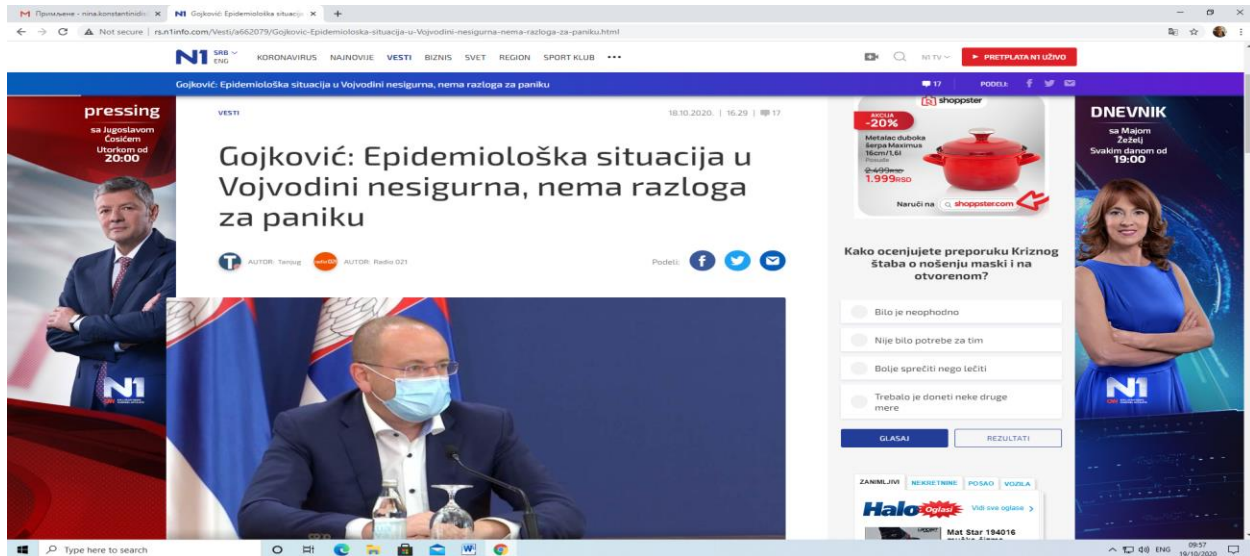 Примљене - nina.konstantinidis
N1 Gojković: Epidemiološka situacija
Not secure | rs.n1info.com/Vesti/a662079/Gojkovic-Epidemioloska-situacija-u-Vojvodini-nesigurna-nema-razloga-za-paniku.html
N1 SRB
ENG
KORONAVIRUS NAJNOVIJE VESTI BIZNIS SVET REGION SPORT KLUB
N1 TV
PRETPLATA N1 UŽIVO
Gojković: Epidemiološka situacija u Vojvodini nesigurna, nema razloga za paniku
17 PODELI:
pressing
sa Jugoslavom
Ćosićem
Utorkom od
20:00
N1
VESTI
18.10.2020. | 16.29 | 17
Gojković: Epidemiološka situacija u
Vojvodini nesigurna, nema razloga
za paniku
AUTOR: Tanjug
AUTOR: Radio 021
Podeli:
shoppster
AKCIJA
-20%
Metalac duboka
šerpa Maximus
16cm/1,6l
Posuđe
2.499RSD
1.999RSD
Naruči na shoppster.com
Kako ocenjujete preporuku Kriznog
štaba o nošenju maski i na
otvorenom?
Bilo je neophodno
Nije bilo potrebe za tim
Bolje sprečiti nego lečiti
Trebalo je doneti neke druge
mere
GLASAJ REZULTATI
ZANIMLJIVI NEKRETNINE POSAO VOZILA
Halo Oglasi
Vidi sve oglase
Mat Star 194016
DNEVNIK
sa Majom
Žeželj
Svakim danom od
19:00
N1
Type here to search
ENG
09:57
19/10/2020